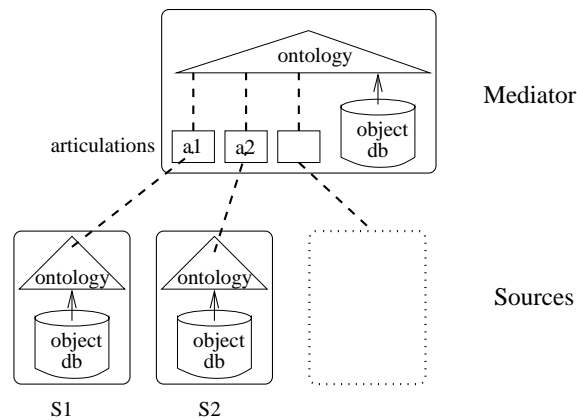 ontology
Mediator
object
db
articulations
a1
a2
ontology
ontology
Sources
object
db
object
db
S1
S2